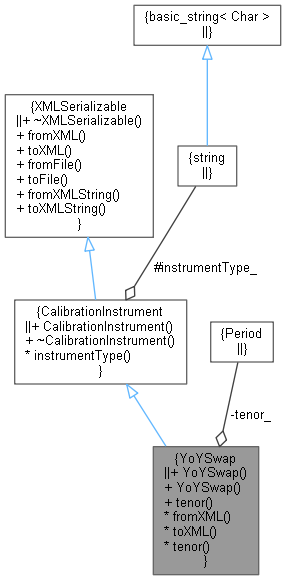 {basic_string< Char >
||}
{XMLSerializable
||+ ~XMLSerializable()
+ fromXML()
+ toXML()
+ fromFile()
+ toFile()
+ fromXMLString()
+ toXMLString()
}
{string
||}
#instrumentType_
{CalibrationInstrument
||+ CalibrationInstrument()
+ ~CalibrationInstrument()
* instrumentType()
}
{Period
||}
-tenor_
{YoYSwap
||+ YoYSwap()
+ YoYSwap()
+ tenor()
* fromXML()
* toXML()
* tenor()
}